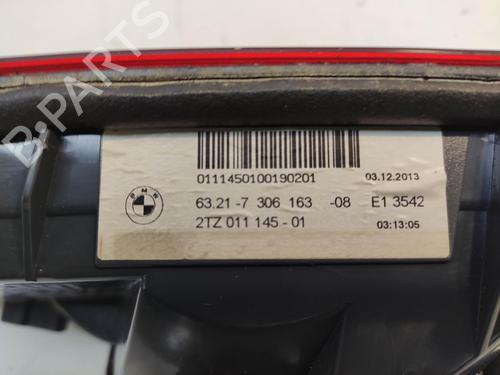 B-PARTS
0111450100190201 03.12.2013
BMW
63.21-7 306 163 -08 E1 3542
2TZ 011 145-01 03:13:05